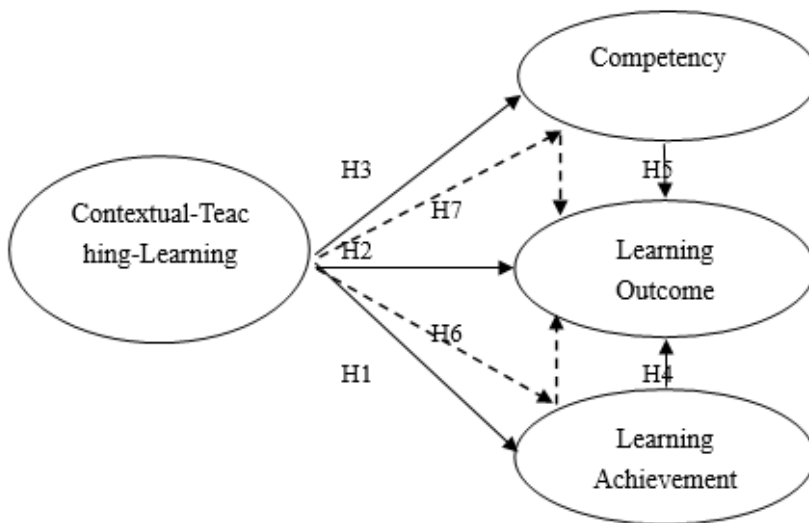 Competency
H3
H5
Contextual-Teac
hing-Learning
H7
H2
Learning
Outcome
H6
H1
H4
Learning
Achievement